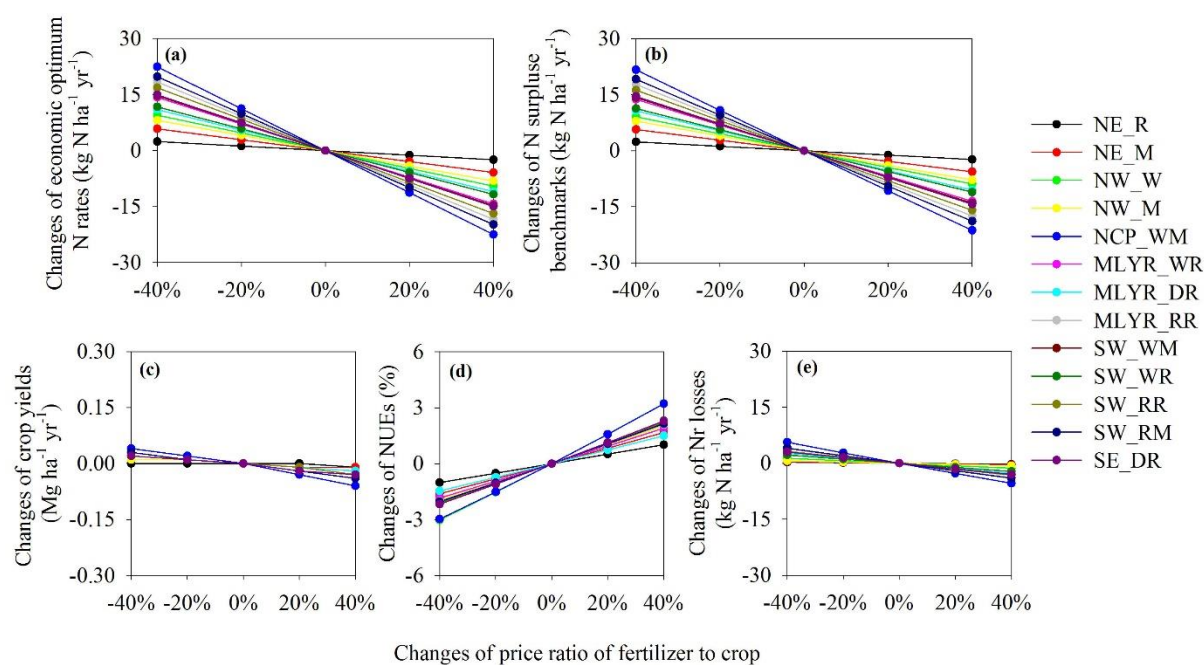 Changes of economic optimum
N rates (kg N ha⁻¹ yr⁻¹)
30
15
0
-15
-30
(a)
-40%
-20%
0%
20%
40%
Changes of N surpluse
benchmarks (kg N ha⁻¹ yr⁻¹)
30
15
0
-15
-30
(b)
-40%
-20%
0%
20%
40%
NE_R
NE_M
NW_W
NW_M
NCP_WM
MLYR_WR
MLYR_DR
MLYR_RR
SW_WM
SW_WR
SW_RR
SW_RM
SE_DR
Changes of crop yields
(Mg ha⁻¹ yr⁻¹)
0.30
0.15
0.00
-0.15
-0.30
(c)
-40%
-20%
0%
20%
40%
Changes of NUEs (%)
6
3
0
-3
-6
(d)
-40%
-20%
0%
20%
40%
Changes of Nr losses
(kg N ha⁻¹ yr⁻¹)
30
15
0
-15
-30
(e)
-40%
-20%
0%
20%
40%
Changes of price ratio of fertilizer to crop